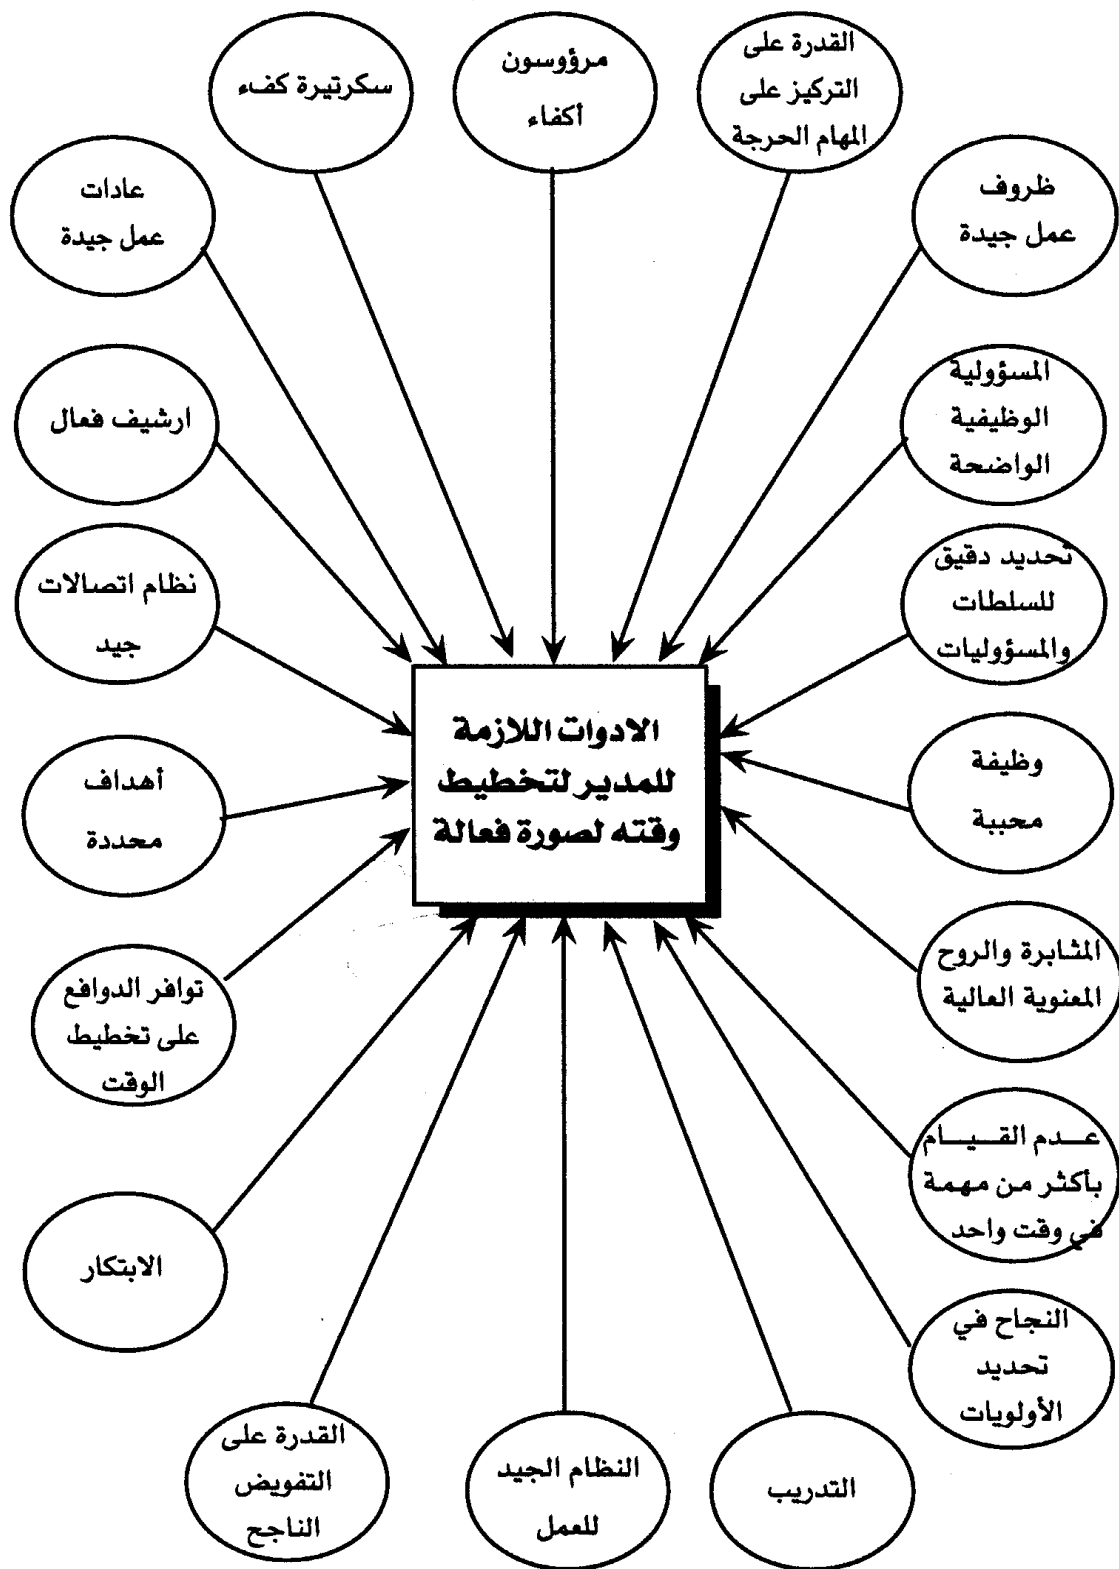 القدرة على
التركيز على
المهام الحرجة
مرؤوسون
أكفاء
سكرتيرة كفء
ظروف
عمل جيدة
عادات
عمل جيدة
المسؤولية
الوظيفية
الواضحة
ارشيف فعال
تحديد دقيق
للسلطات
والمسؤوليات
نظام اتصالات
جيد
الادوات اللازمة
للمدير لتخطيط
وقته لصورة فعالة
وظيفة
محببة
أهداف
محددة
المثابرة والروح
المعنوية العالية
توافر الدوافع
على تخطيط
الوقت
عدم القيام
بأكثر من مهمة
في وقت واحد
الابتكار
النجاح في
تحديد
الأولويات
التدريب
النظام الجيد
للعمل
القدرة على
التفويض
الناجح